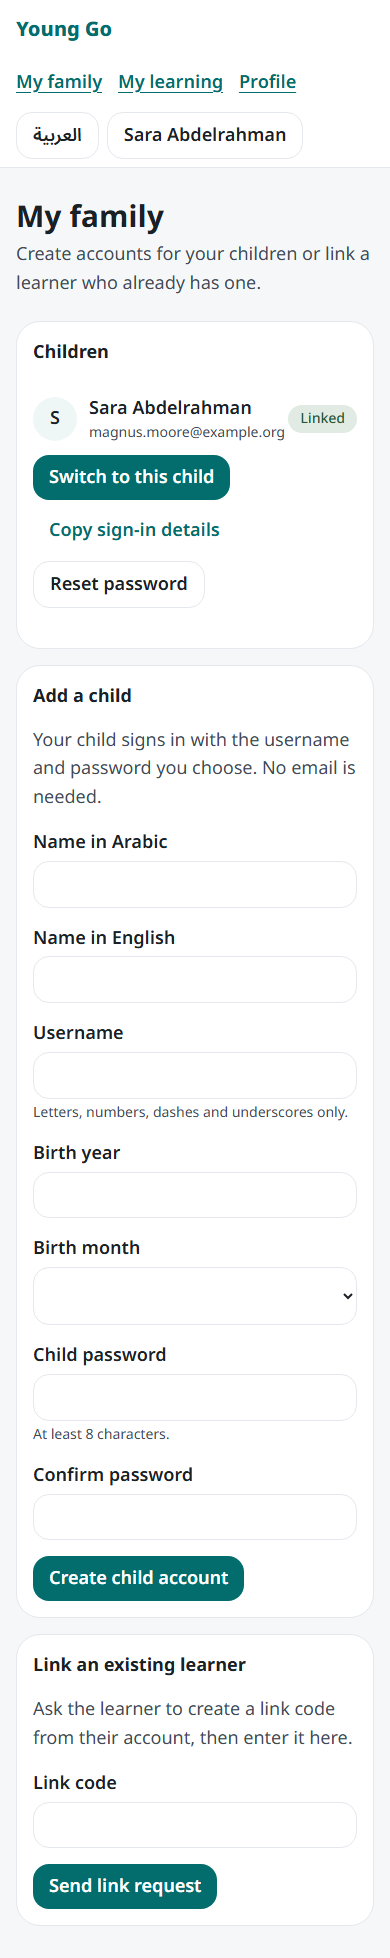 Young Go
My family My learning Profile
العربية Sara Abdelrahman
My family
Create accounts for your children or link a
learner who already has one.
Children
S Sara Abdelrahman
magnus.moore@example.org Linked
Switch to this child
Copy sign-in details
Reset password
Add a child
Your child signs in with the username
and password you choose. No email is
needed.
Name in Arabic
Name in English
Username
Letters, numbers, dashes and underscores only.
Birth year
Birth month
Child password
At least 8 characters.
Confirm password
Create child account
Link an existing learner
Ask the learner to create a link code
from their account, then enter it here.
Link code
Send link request